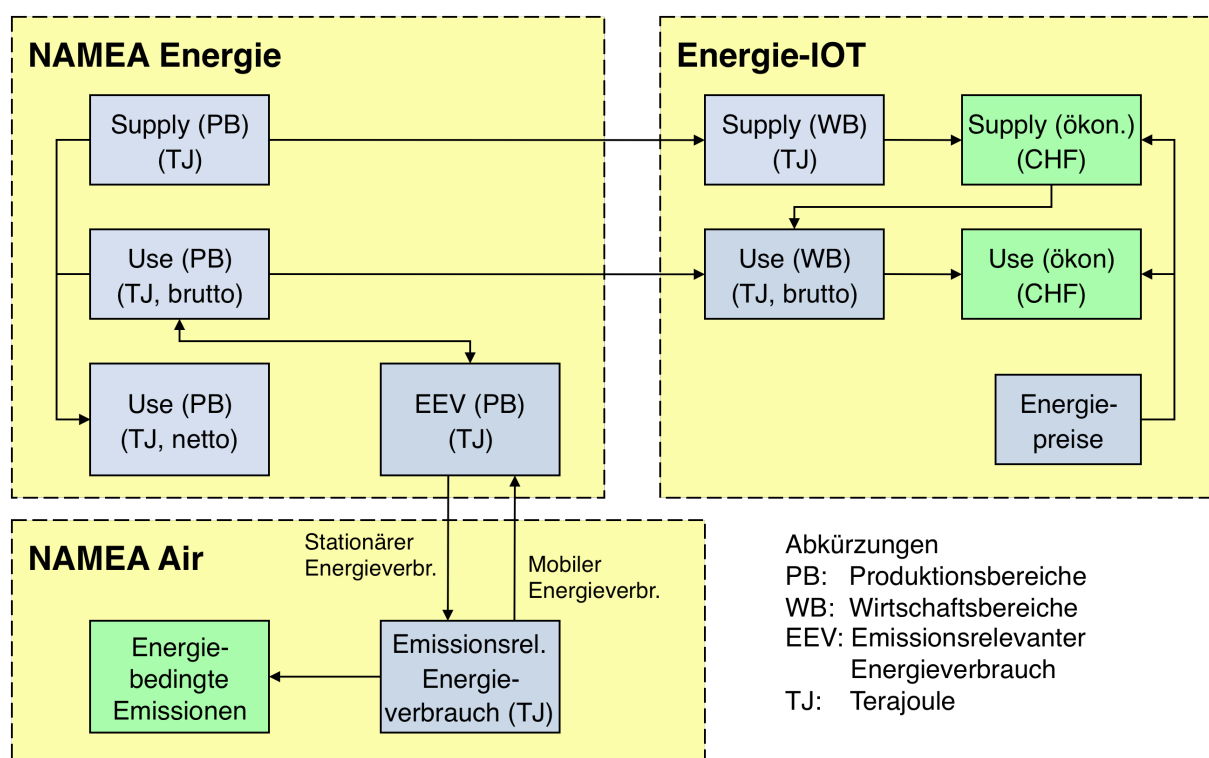 NAMEA Energie
Supply (PB)
(TJ)
Use (PB)
(TJ, brutto)
Use (PB)
(TJ, netto)
EEV (PB)
(TJ)
Energie-IOT
Supply (WB)
(TJ)
Supply (ökon.)
(CHF)
Use (WB)
(TJ, brutto)
Use (ökon)
(CHF)
Energie-
preise
NAMEA Air
Stationärer
Energieverbr.
Mobiler
Energieverbr.
Energie-
bedingte
Emissionen
Emissionsrel.
Energie-
verbrauch (TJ)
Abkürzungen
PB: Produktionsbereiche
WB: Wirtschaftsbereiche
EEV: Emissionsrelevanter
Energieverbrauch
TJ: Terajoule